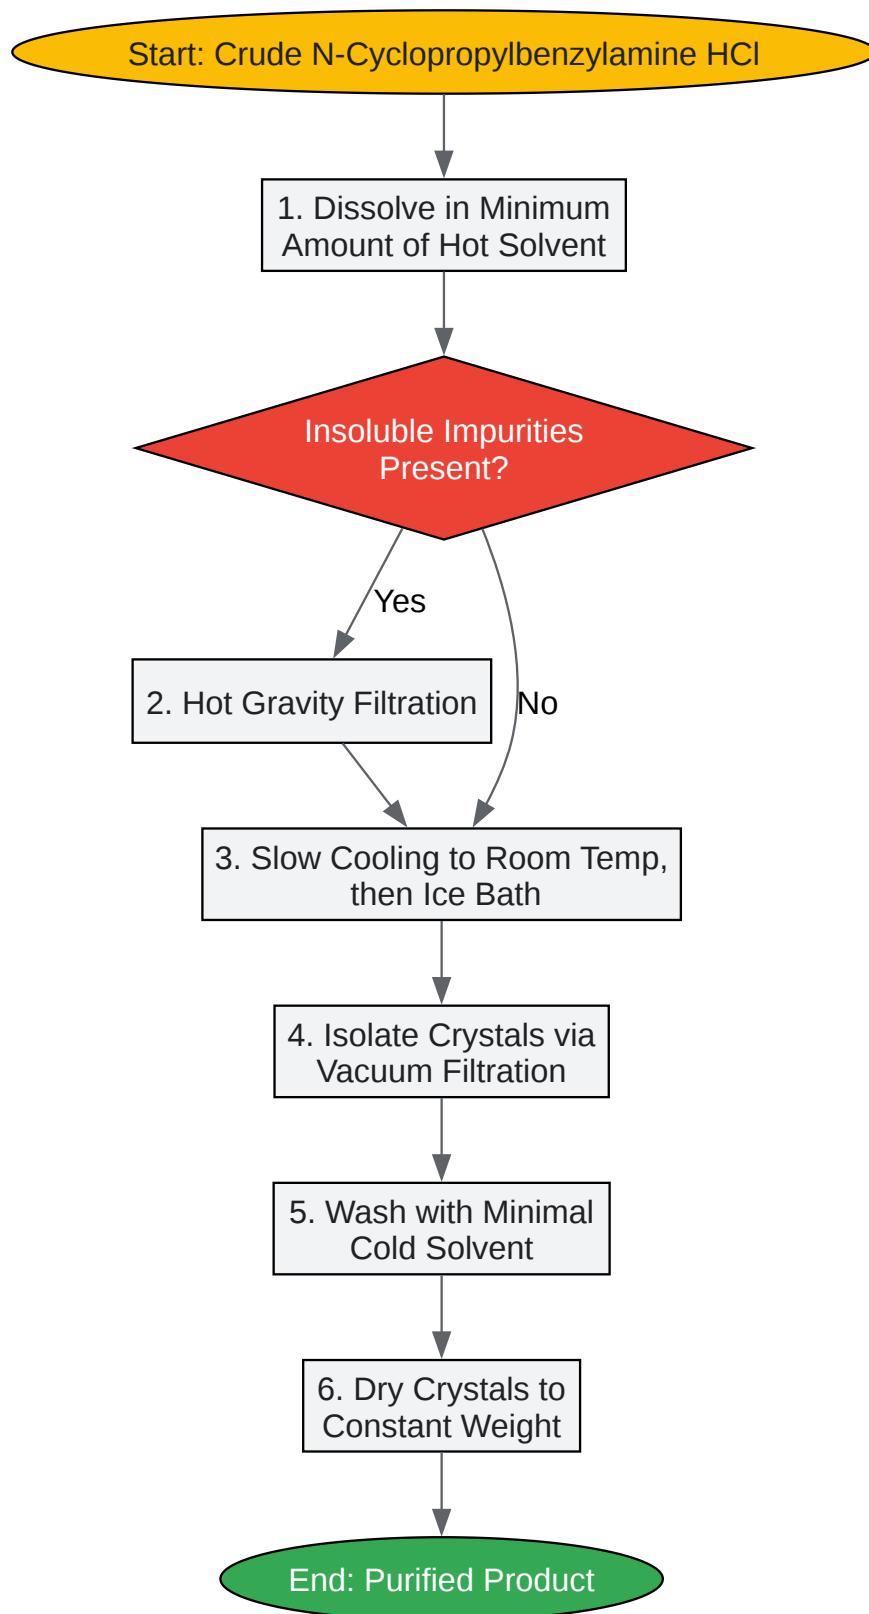 Start: Crude N-Cyclopropylbenzylamine HCl
1. Dissolve in Minimum
Amount of Hot Solvent
Insoluble Impurities
Present?
Yes
2. Hot Gravity Filtration
No
3. Slow Cooling to Room Temp,
then Ice Bath
4. Isolate Crystals via
Vacuum Filtration
5. Wash with Minimal
Cold Solvent
6. Dry Crystals to
Constant Weight
End: Purified Product